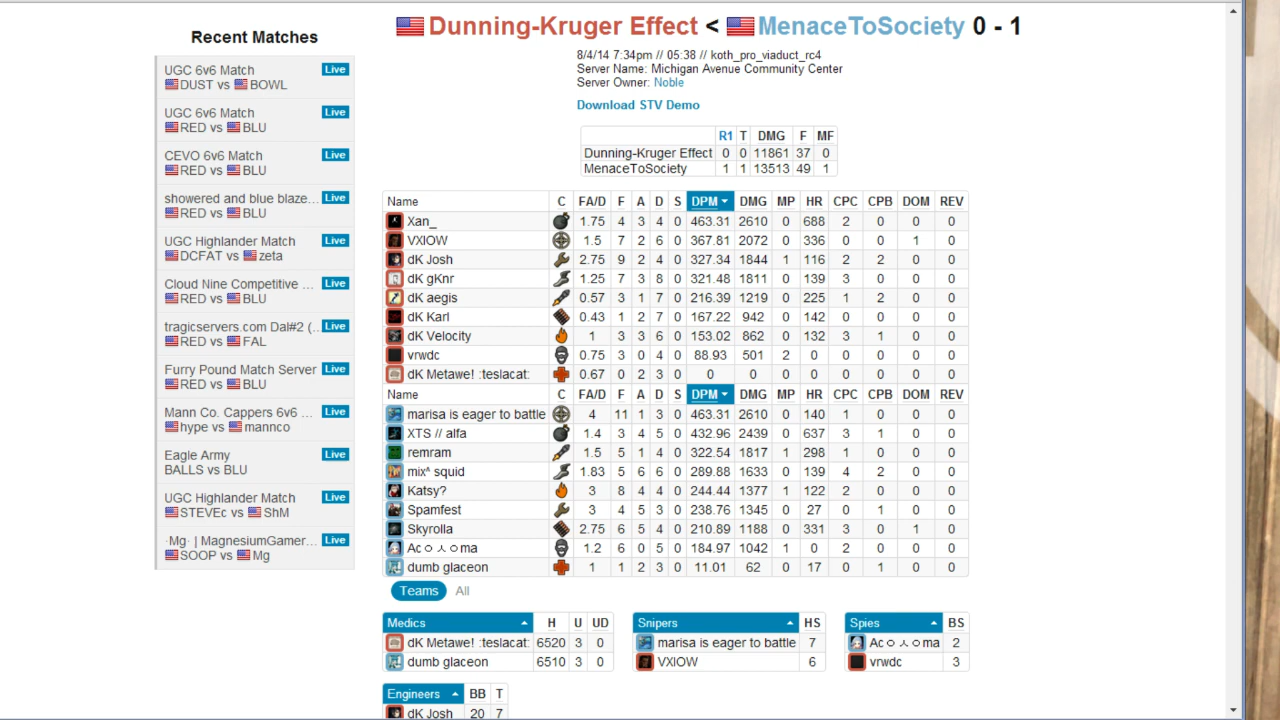 Recent Matches
UGC 6v6 Match Live
DUST vs BOWL
UGC 6v6 Match Live
RED vs BLU
CEVO 6v6 Match Live
RED vs BLU
showered and blue blaze... Live
RED vs BLU
UGC Highlander Match Live
DCFAT vs zeta
Cloud Nine Competitive ... Live
RED vs BLU
tragicservers.com Dal#2 (... Live
RED vs FAL
Furry Pound Match Server Live
RED vs BLU
Mann Co. Cappers 6v6 ... Live
hype vs mannco
Eagle Army Live
BALLS vs BLU
UGC Highlander Match Live
STEVEc vs ShM
·Mg· | MagnesiumGamer... Live
SOOP vs Mg
Dunning-Kruger Effect < MenaceToSociety 0 - 1
8/4/14 7:34pm // 05:38 // koth_pro_viaduct_rc4
Server Name: Michigan Avenue Community Center
Server Owner: Noble
Download STV Demo
R1 T DMG F MF
Dunning-Kruger Effect 0 0 11861 37 0
MenaceToSociety 1 1 13513 49 1
Name C FA/D F A D S DPM DMG MP HR CPC CPB DOM REV
Xan_ 1.75 4 3 4 0 463.31 2610 0 688 2 0 0 0
VXIOW 1.5 7 2 6 0 367.81 2072 0 336 0 0 1 0
dK Josh 2.75 9 2 4 0 327.34 1844 1 116 2 2 0 0
dK gKnr 1.25 7 3 8 0 321.48 1811 0 139 3 0 0 0
dK aegis 0.57 3 1 7 0 216.39 1219 0 225 1 2 0 0
dK Karl 0.43 1 2 7 0 167.22 942 0 142 0 0 0 0
dK Velocity 1 3 3 6 0 153.02 862 0 132 3 1 0 0
vrwdc 0.75 3 0 4 0 88.93 501 2 0 0 0 0 0
dK Metawe! :teslacat: 0.67 0 2 3 0 0 0 0 0 0 0 0 0
Name C FA/D F A D S DPM DMG MP HR CPC CPB DOM REV
marisa is eager to battle 4 11 1 3 0 463.31 2610 0 140 1 0 0 0
XTS // alfa 1.4 3 4 5 0 432.96 2439 0 637 3 1 0 0
remram 1.5 5 1 4 0 322.54 1817 1 298 1 0 0 0
mix^ squid 1.83 5 6 6 0 289.88 1633 0 139 4 2 0 0
Katsy? 3 8 4 4 0 244.44 1377 1 122 2 0 0 0
Spamfest 3 4 5 3 0 238.76 1345 0 27 0 1 0 0
Skyrolla 2.75 6 5 4 0 210.89 1188 0 331 3 0 1 0
Acㅇㅅㅇma 1.2 6 0 5 0 184.97 1042 1 0 2 0 0 0
dumb glaceon 1 1 2 3 0 11.01 62 0 17 0 1 0 0
Teams All
Medics H U UD
dK Metawe! :teslacat: 6520 3 0
dumb glaceon 6510 3 0
Snipers HS
marisa is eager to battle 7
VXIOW 6
Spies BS
Acㅇㅅㅇma 2
vrwdc 3
Engineers BB T
dK Josh 20 7